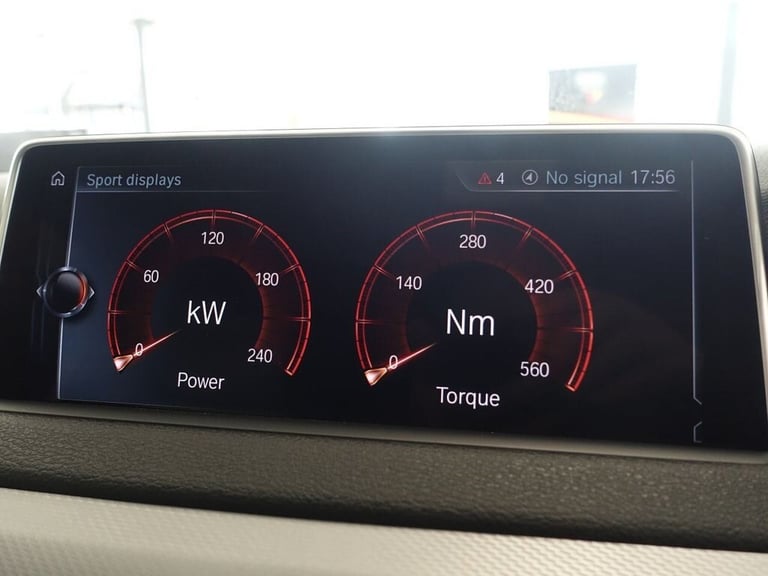 Sport displays
4 No signal 17:56
0
60
120
180
240
kW
Power
0
140
280
420
560
Nm
Torque